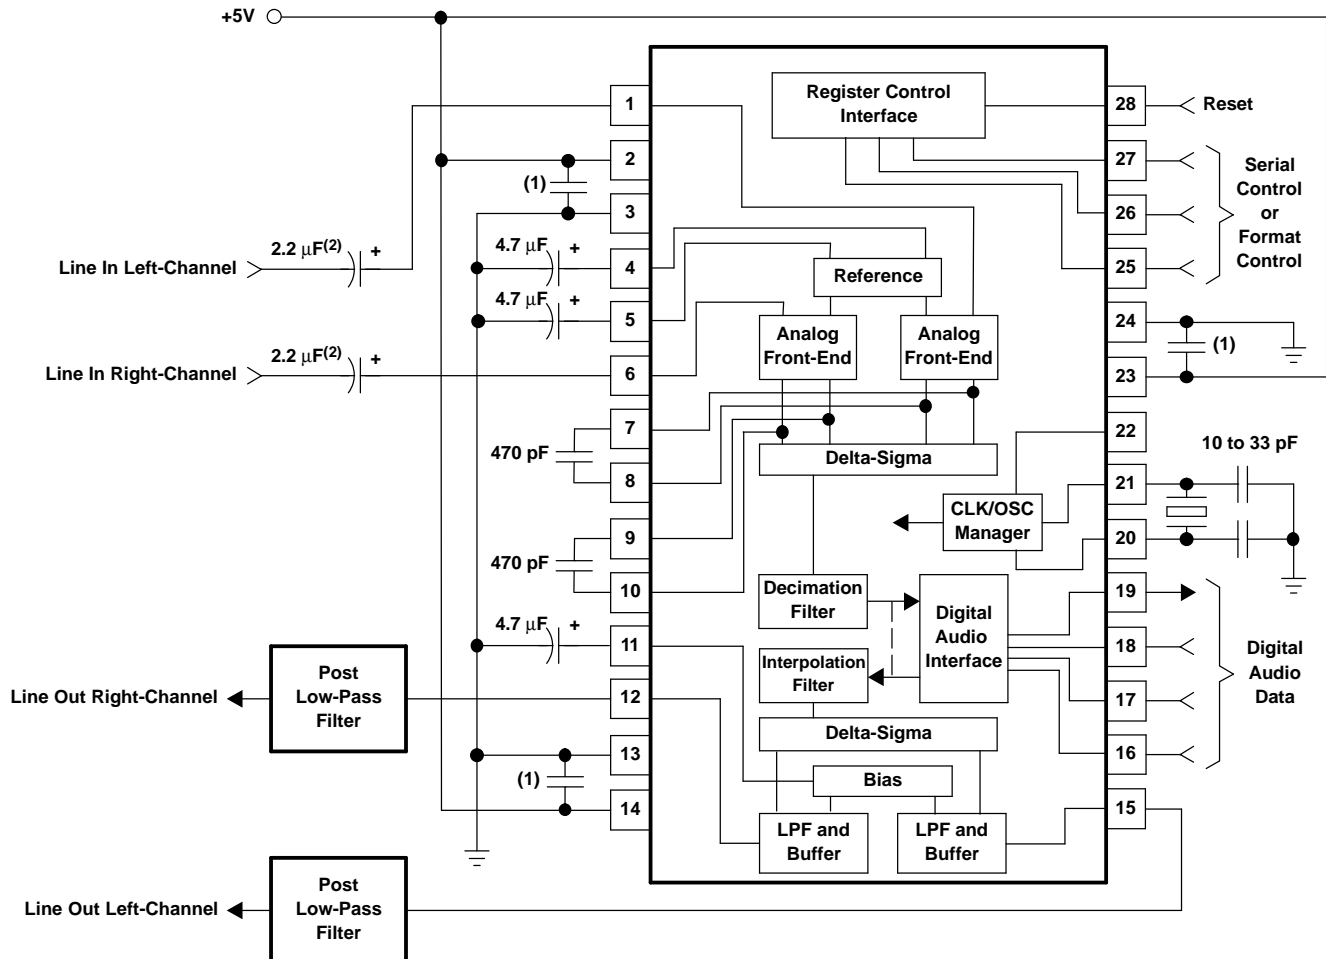 +5V
1
2
3
4
5
6
7
8
9
10
11
12
13
14
28
27
26
25
24
23
22
21
20
19
18
17
16
15
Register Control
Interface
Reset
Serial
Control
or
Format
Control
(1)
2.2 µF(2)
+
Line In Left-Channel
4.7 µF
+
4.7 µF
+
2.2 µF(2)
+
Line In Right-Channel
Reference
Analog
Front-End
Analog
Front-End
(1)
470 pF
Delta-Sigma
10 to 33 pF
CLK/OSC
Manager
470 pF
Decimation
Filter
Digital
Audio
Interface
4.7 µF
+
Interpolation
Filter
Digital
Audio
Data
Post
Low-Pass
Filter
Line Out Right-Channel
Delta-Sigma
(1)
Bias
LPF and
Buffer
LPF and
Buffer
Post
Low-Pass
Filter
Line Out Left-Channel